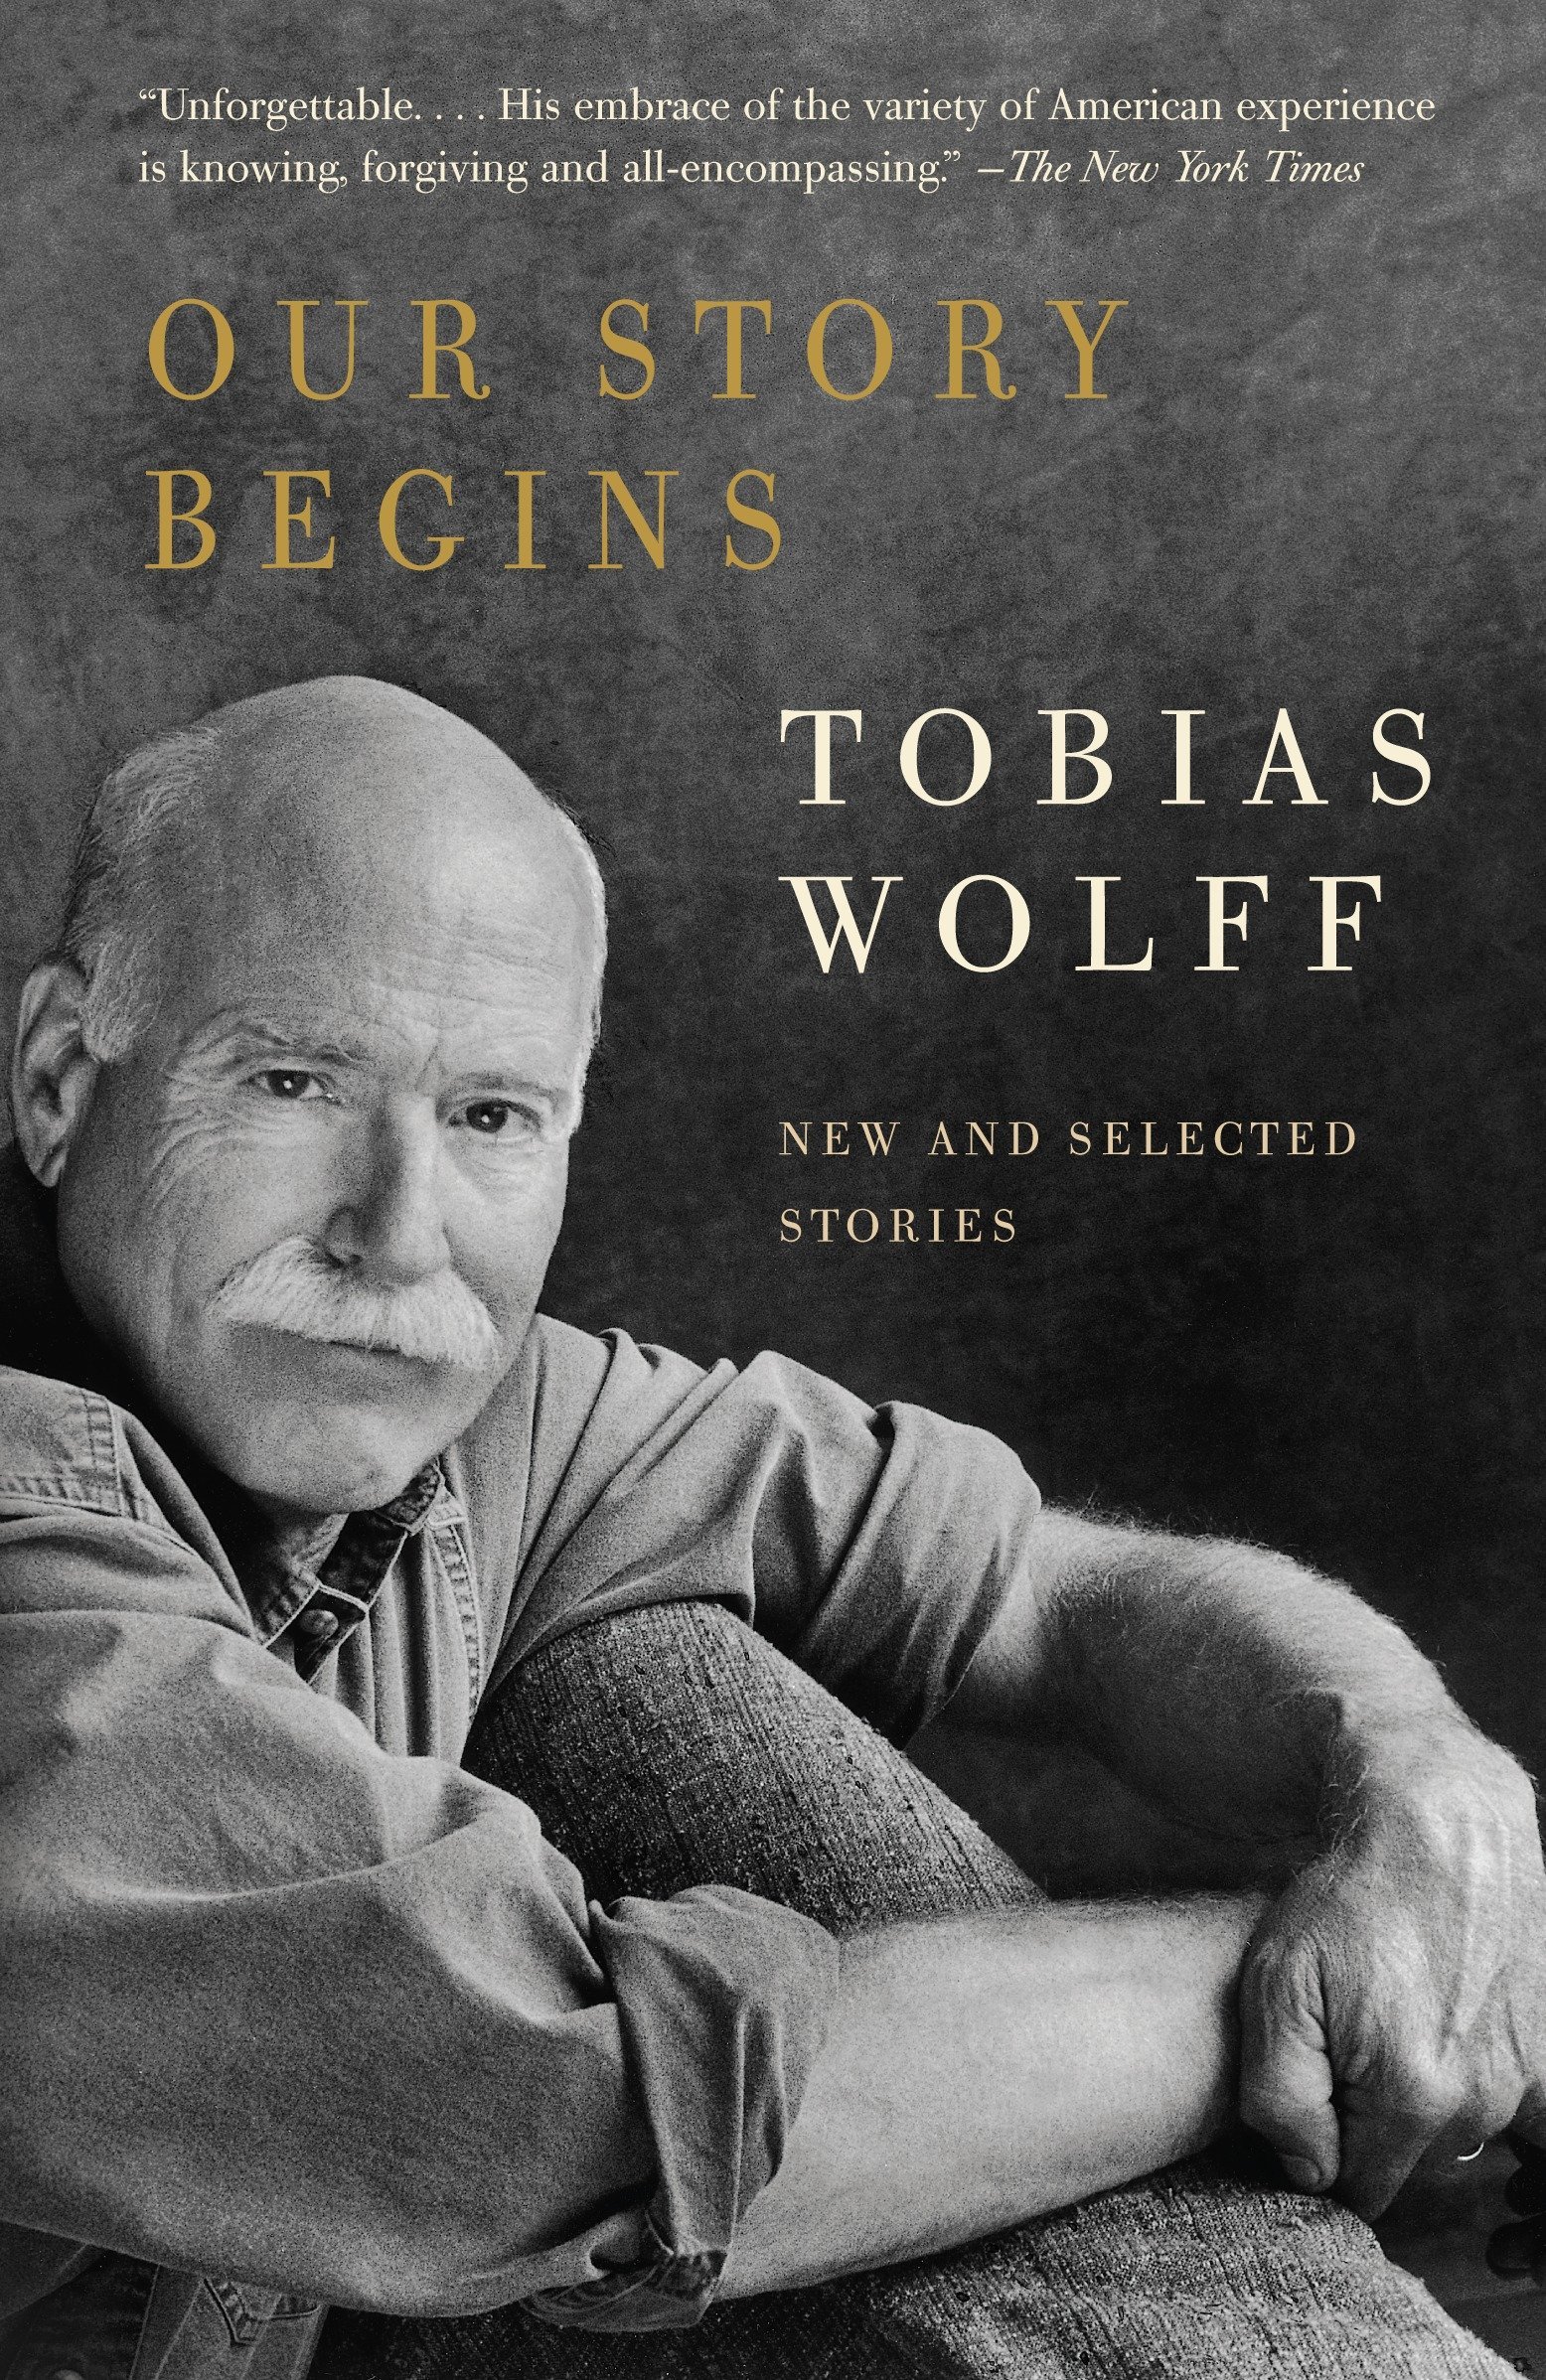 “Unforgettable. . . . His embrace of the variety of American experience
is knowing, forgiving and all-encompassing.” —The New York Times
OUR STORY
BEGINS
TOBIAS
WOLFF
NEW AND SELECTED
STORIES